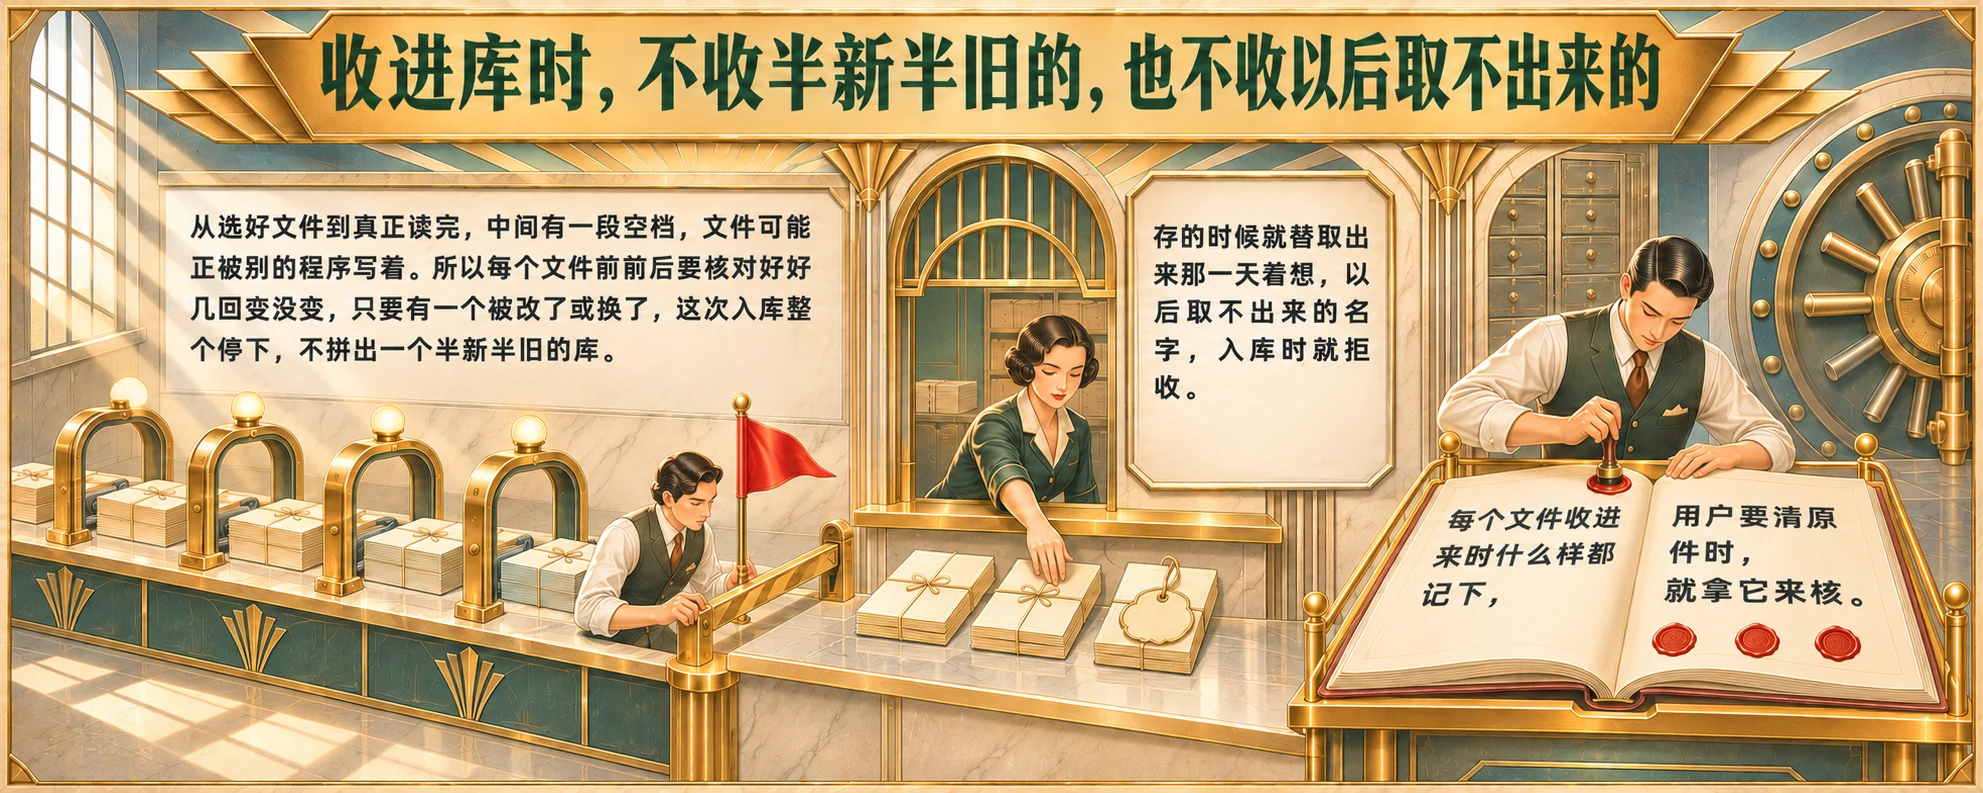 收进库时，不收半新半旧的，也不收以后取不出来的
从选好文件到真正读完，中间有一段空档，文件可能
正被别的程序写着。所以每个文件前前后要核对好好
几回变没变，只要有一个被改了或换了，这次入库整
个停下，不拼出一个半新半旧的库。
存的时候就替取出
来那一天着想，以
后取不出来的名
字，入库时就拒
收。
每个文件收进
来时什么样都
记下，
用户要清原
件时，
就拿它来核。